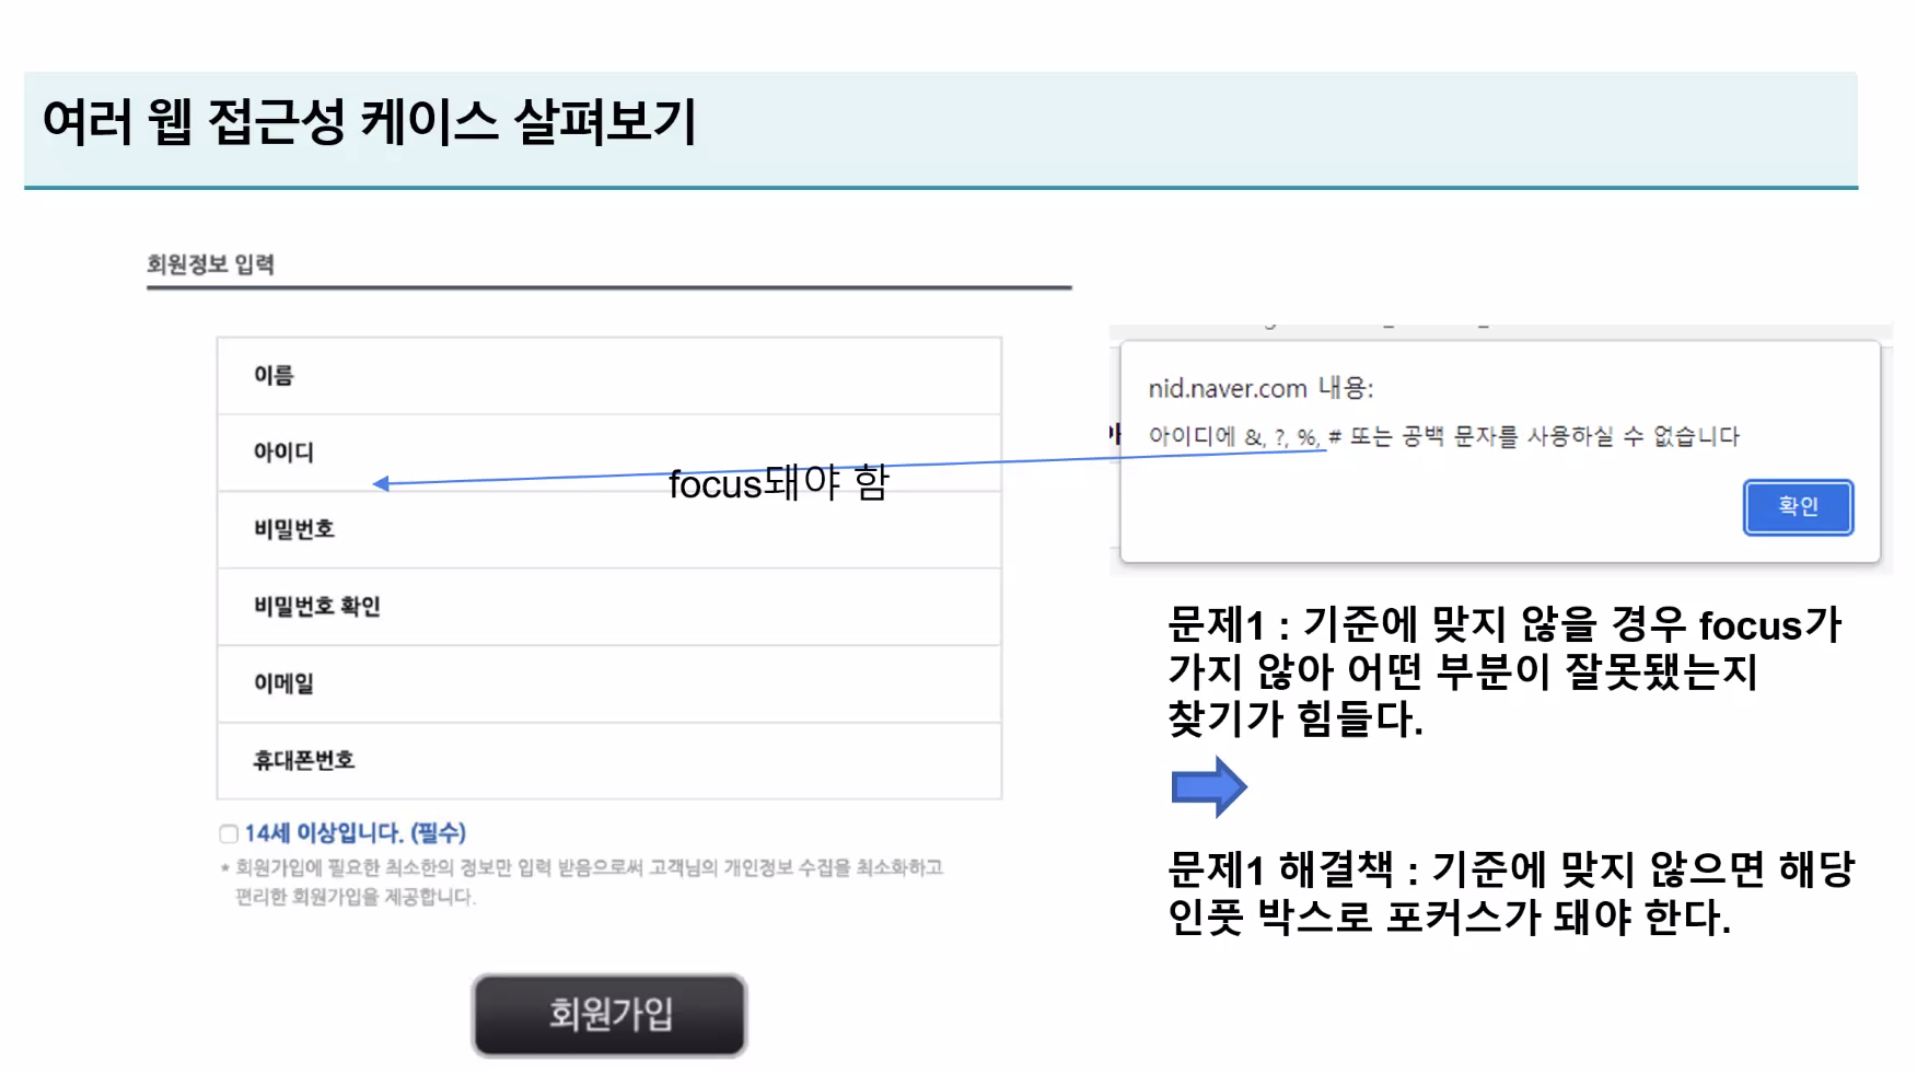 여러 웹 접근성 케이스 살펴보기
회원정보 입력
이름
아이디
비밀번호
비밀번호 확인
이메일
휴대폰번호
focus돼야 함
14세 이상입니다. (필수)
* 회원가입에 필요한 최소한의 정보만 입력 받음으로써 고객님의 개인정보 수집을 최소화하고
편리한 회원가입을 제공합니다.
회원가입
nid.naver.com 내용:
아이디에 &, ?, %, # 또는 공백 문자를 사용하실 수 없습니다
확인
문제1 : 기준에 맞지 않을 경우 focus가
가지 않아 어떤 부분이 잘못됐는지
찾기가 힘들다.
문제1 해결책 : 기준에 맞지 않으면 해당
인풋 박스로 포커스가 돼야 한다.